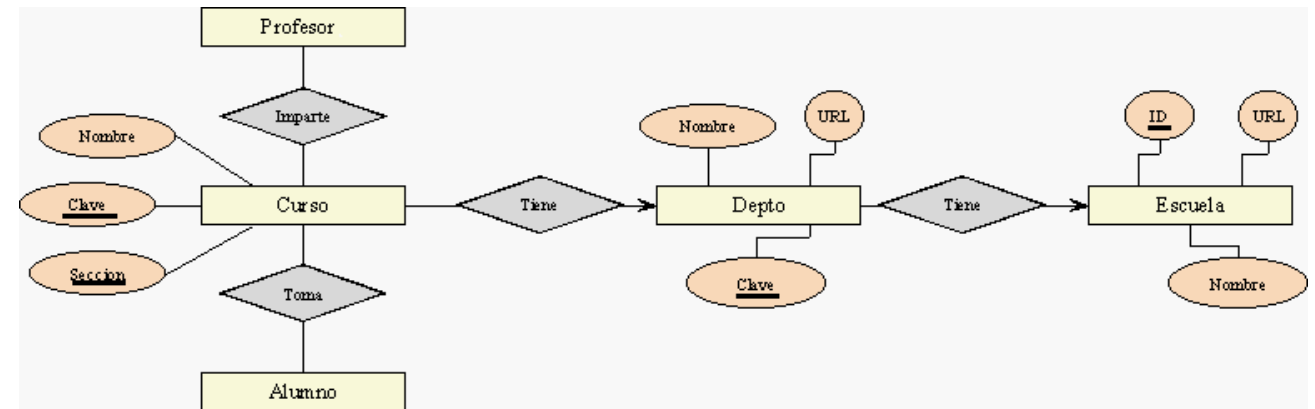 Profesor
Imparte
Nombre
Clave
Seccion
Curso
Toma
Alumno
Tiene
Nombre
URL
Depto
Clave
Tiene
ID
URL
Escuela
Nombre